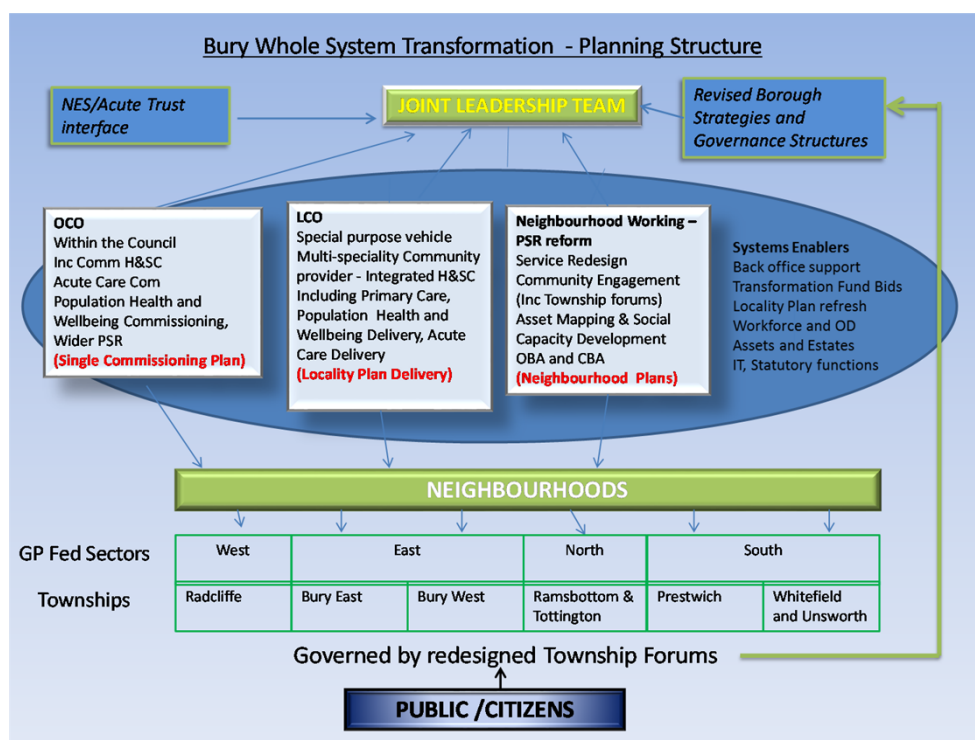 Bury Whole System Transformation - Planning Structure
NES/Acute Trust
interface
JOINT LEADERSHIP TEAM
Revised Borough
Strategies and
Governance Structures
OCO
Within the Council
Inc Comm H&SC
Acute Care Com
Population Health and
Wellbeing Commissioning,
Wider PSR
(Single Commissioning Plan)
LCO
Special purpose vehicle
Multi-speciality Community
provider - Integrated H&SC
Including Primary Care,
Population Health and
Wellbeing Delivery, Acute
Care Delivery
(Locality Plan Delivery)
Neighbourhood Working –
PSR reform
Service Redesign
Community Engagement
(Inc Township forums)
Asset Mapping & Social
Capacity Development
OBA and CBA
(Neighbourhood Plans)
Systems Enablers
Back office support
Transformation Fund Bids
Locality Plan refresh
Workforce and OD
Assets and Estates
IT, Statutory functions
NEIGHBOURHOODS
GP Fed Sectors
West
East
North
South
Townships
Radcliffe
Bury East
Bury West
Ramsbottom &
Tottington
Prestwich
Whitefield
and Unsworth
Governed by redesigned Township Forums
PUBLIC /CITIZENS